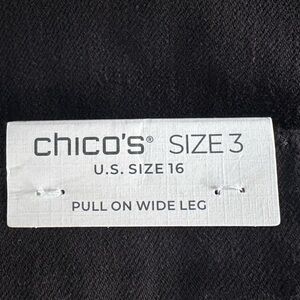 chico's® SIZE 3
U.S. SIZE 16
PULL ON WIDE LEG